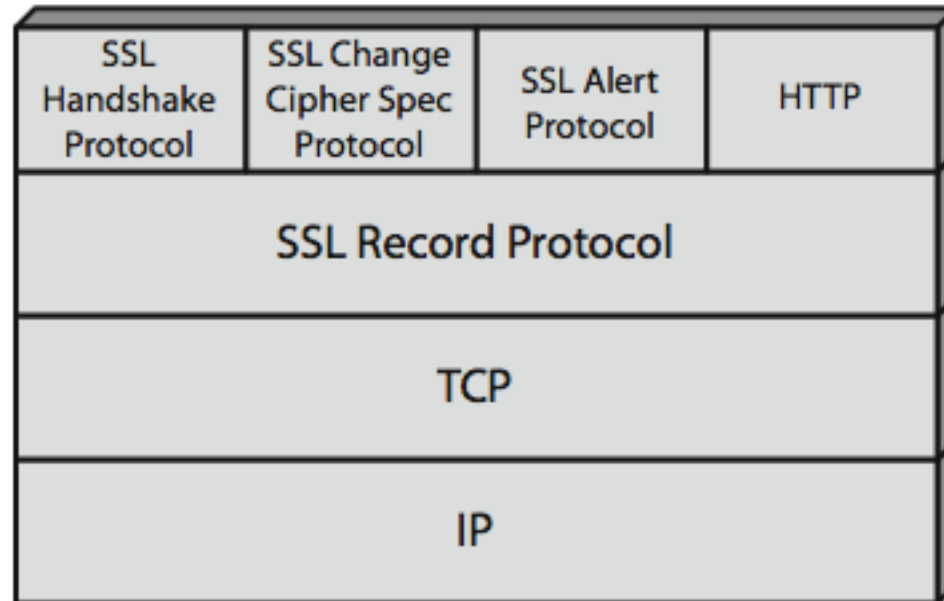 SSL
Handshake
Protocol
SSL Change
Cipher Spec
Protocol
SSL Alert
Protocol
HTTP
SSL Record Protocol
TCP
IP